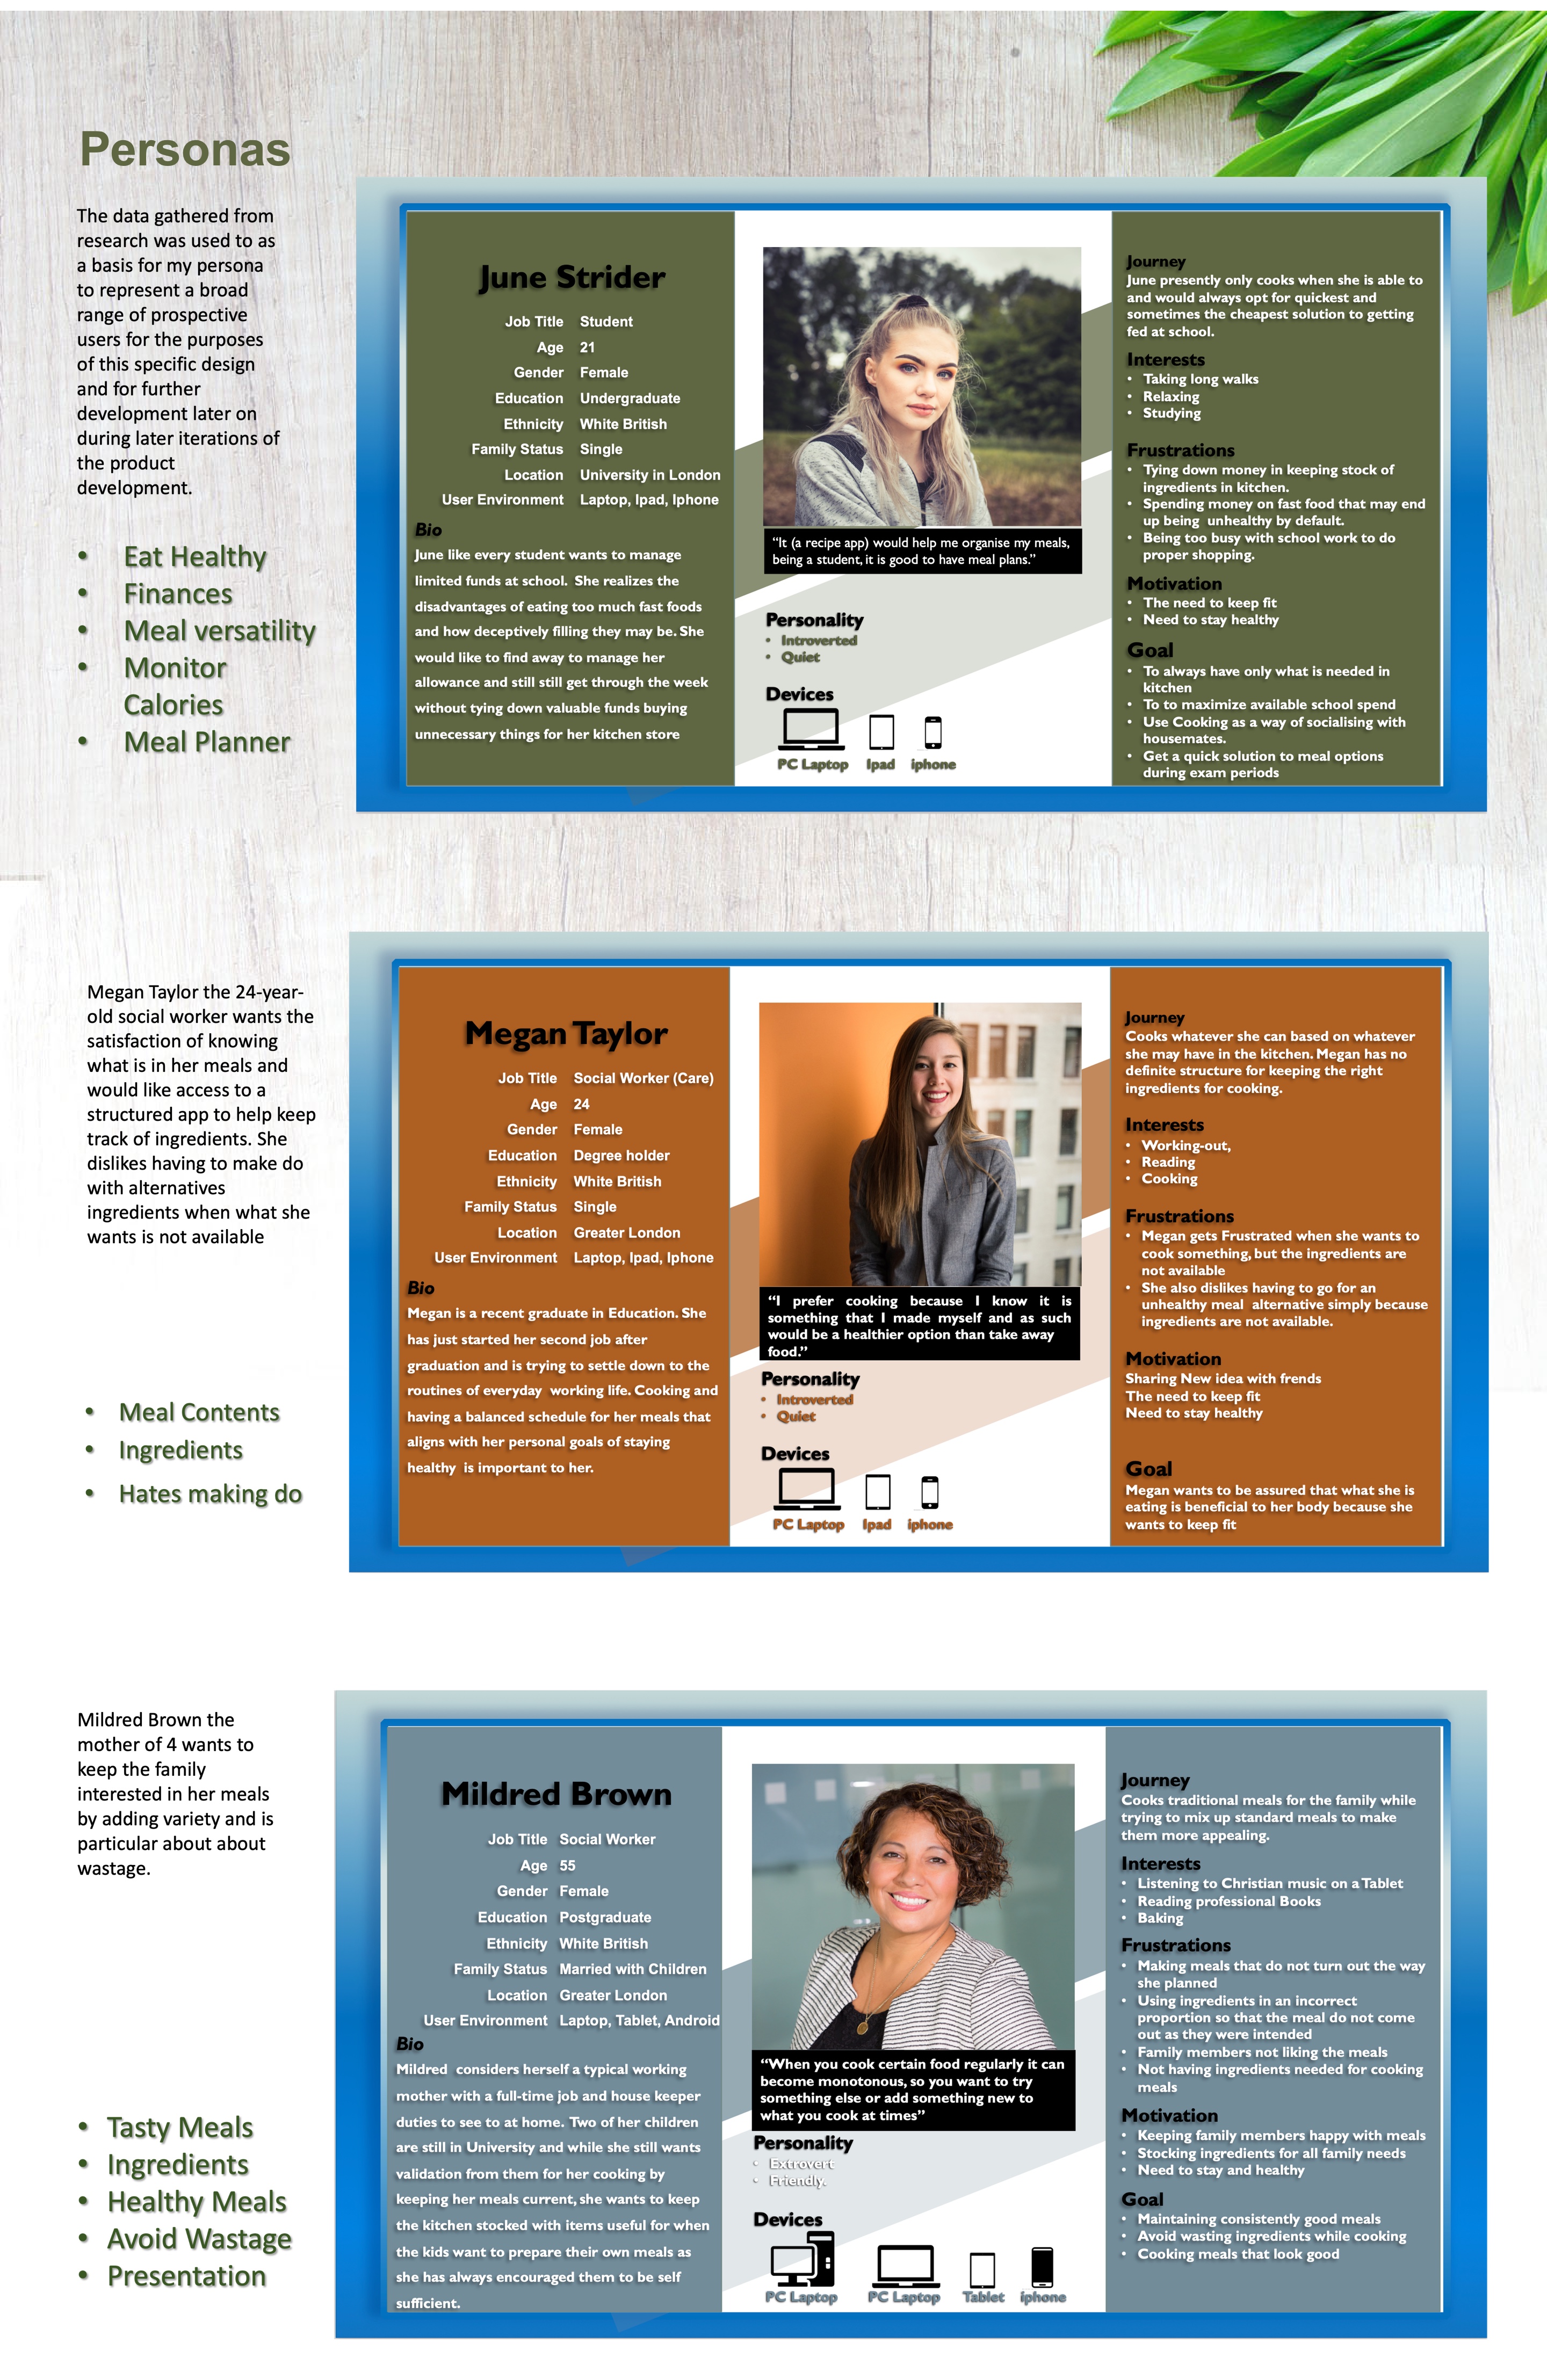 Personas
The data gathered from
research was used to as
a basis for my persona
to represent a broad
range of prospective
users for the purposes
of this specific design
and for further
development later on
during later iterations of
the product
development.
• Eat Healthy
• Finances
• Meal versatility
• Monitor
Calories
• Meal Planner
June Strider
Job Title Student
Age 21
Gender Female
Education Undergraduate
Ethnicity White British
Family Status Single
Location University in London
User Environment Laptop, Ipad, Iphone
Bio
June like every student wants to manage
limited funds at school. She realizes the
disadvantages of eating too much fast foods
and how deceptively filling they may be. She
would like to find away to manage her
allowance and still still get through the week
without tying down valuable funds buying
unnecessary things for her kitchen store
“It (a recipe app) would help me organise my meals,
being a student, it is good to have meal plans.”
Personality
• Introverted
• Quiet
Devices
PC Laptop Ipad iphone
Journey
June presently only cooks when she is able to
and would always opt for quickest and
sometimes the cheapest solution to getting
fed at school.
Interests
• Taking long walks
• Relaxing
• Studying
Frustrations
• Tying down money in keeping stock of
ingredients in kitchen.
• Spending money on fast food that may end
up being unhealthy by default.
• Being too busy with school work to do
proper shopping.
Motivation
• The need to keep fit
• Need to stay healthy
Goal
• To always have only what is needed in
kitchen
• To to maximize available school spend
• Use Cooking as a way of socialising with
housemates.
• Get a quick solution to meal options
during exam periods
Megan Taylor the 24-year-
old social worker wants the
satisfaction of knowing
what is in her meals and
would like access to a
structured app to help keep
track of ingredients. She
dislikes having to make do
with alternatives
ingredients when what she
wants is not available
• Meal Contents
• Ingredients
• Hates making do
Megan Taylor
Job Title Social Worker (Care)
Age 24
Gender Female
Education Degree holder
Ethnicity White British
Family Status Single
Location Greater London
User Environment Laptop, Ipad, Iphone
Bio
Megan is a recent graduate in Education. She
has just started her second job after
graduation and is trying to settle down to the
routines of everyday working life. Cooking and
having a balanced schedule for her meals that
aligns with her personal goals of staying
healthy is important to her.
“I prefer cooking because I know it is
something that I made myself and as such
would be a healthier option than take away
food.”
Personality
• Introverted
• Quiet
Devices
PC Laptop Ipad iphone
Journey
Cooks whatever she can based on whatever
she may have in the kitchen. Megan has no
definite structure for keeping the right
ingredients for cooking.
Interests
• Working-out,
• Reading
• Cooking
Frustrations
• Megan gets Frustrated when she wants to
cook something, but the ingredients are
not available
• She also dislikes having to go for an
unhealthy meal alternative simply because
ingredients are not available.
Motivation
Sharing New idea with frends
The need to keep fit
Need to stay healthy
Goal
Megan wants to be assured that what she is
eating is beneficial to her body because she
wants to keep fit
Mildred Brown the
mother of 4 wants to
keep the family
interested in her meals
by adding variety and is
particular about about
wastage.
• Tasty Meals
• Ingredients
• Healthy Meals
• Avoid Wastage
• Presentation
Mildred Brown
Job Title Social Worker
Age 55
Gender Female
Education Postgraduate
Ethnicity White British
Family Status Married with Children
Location Greater London
User Environment Laptop, Tablet, Android
Bio
Mildred considers herself a typical working
mother with a full-time job and house keeper
duties to see to at home. Two of her children
are still in University and while she still wants
validation from them for her cooking by
keeping her meals current, she wants to keep
the kitchen stocked with items useful for when
the kids want to prepare their own meals as
she has always encouraged them to be self
sufficient.
“When you cook certain food regularly it can
become monotonous, so you want to try
something else or add something new to
what you cook at times”
Personality
• Extrovert
• Friendly.
Devices
PC Laptop PC Laptop Tablet iphone
Journey
Cooks traditional meals for the family while
trying to mix up standard meals to make
them more appealing.
Interests
• Listening to Christian music on a Tablet
• Reading professional Books
• Baking
Frustrations
• Making meals that do not turn out the way
she planned
• Using ingredients in an incorrect
proportion so that the meal do not come
out as they were intended
• Family members not liking the meals
• Not having ingredients needed for cooking
meals
Motivation
• Keeping family members happy with meals
• Stocking ingredients for all family needs
• Need to stay and healthy
Goal
• Maintaining consistently good meals
• Avoid wasting ingredients while cooking
• Cooking meals that look good